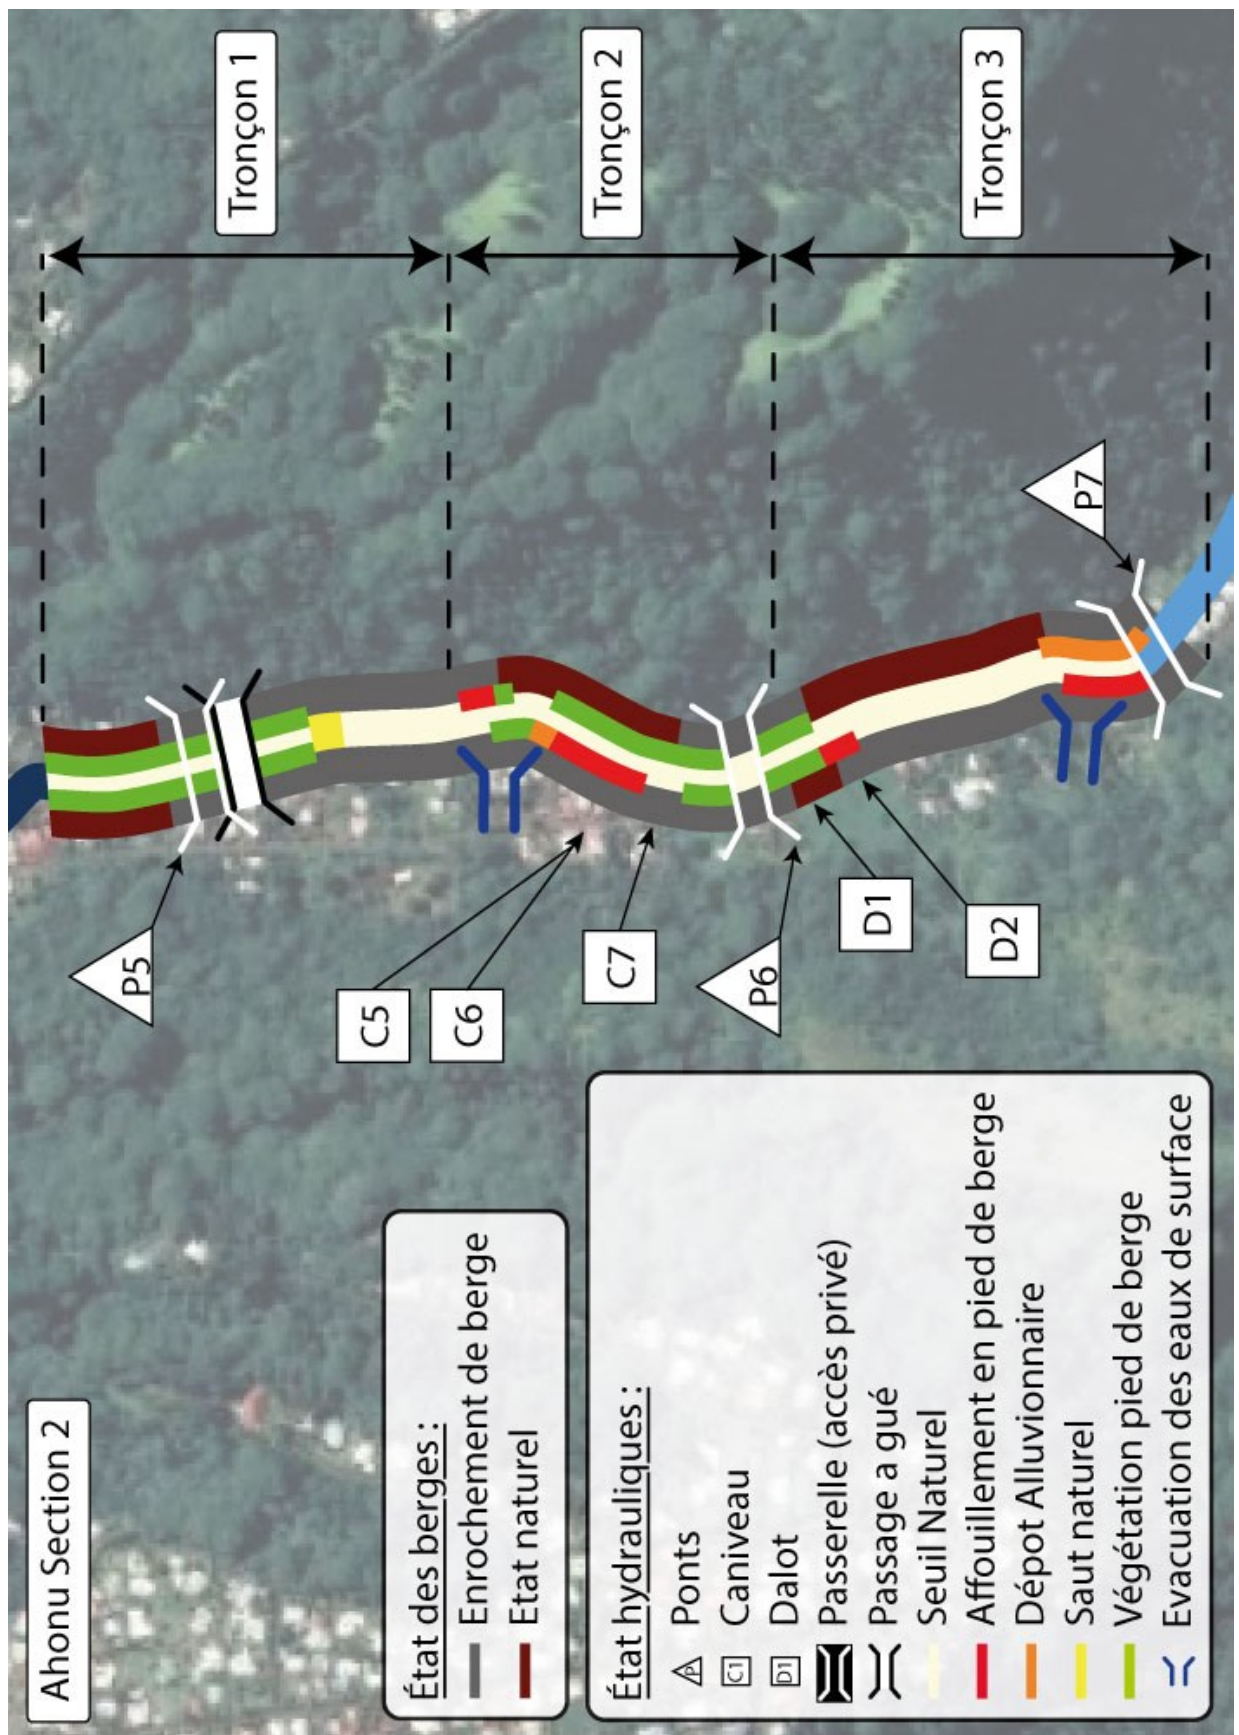 Ahonu Section 2
Tronçon 1
Tronçon 2
Tronçon 3
P5
C5
C6
C7
P6
D1
D2
P7
État des berges :
Enrochement de berge
Etat naturel
État hydrauliques :
P Ponts
C1 Caniveau
D1 Dalot
Passerelle (accès privé)
Passage a gué
Seuil Naturel
Affouillement en pied de berge
Dépot Alluvionnaire
Saut naturel
Végétation pied de berge
Evacuation des eaux de surface